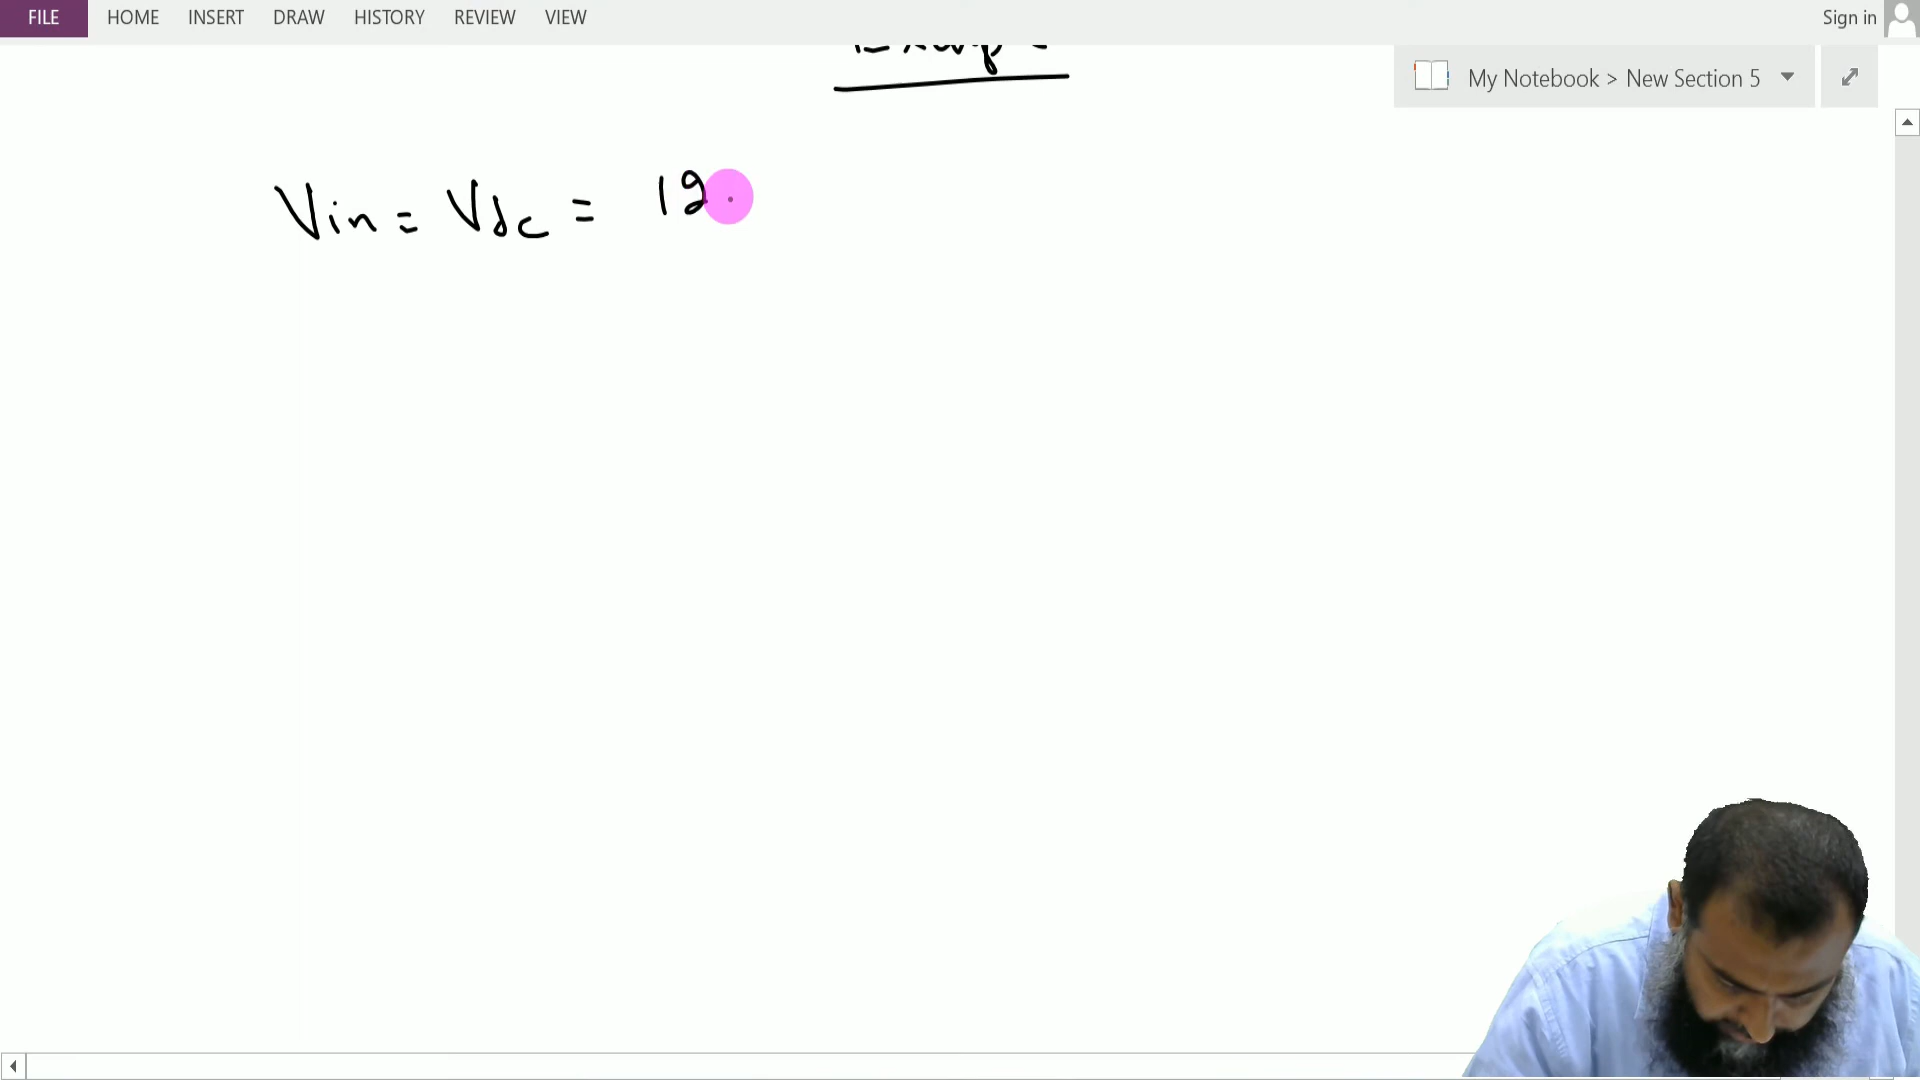 FILE HOME INSERT DRAW HISTORY REVIEW VIEW Sign in
My Notebook > New Section 5
Vin = Vdc = 12